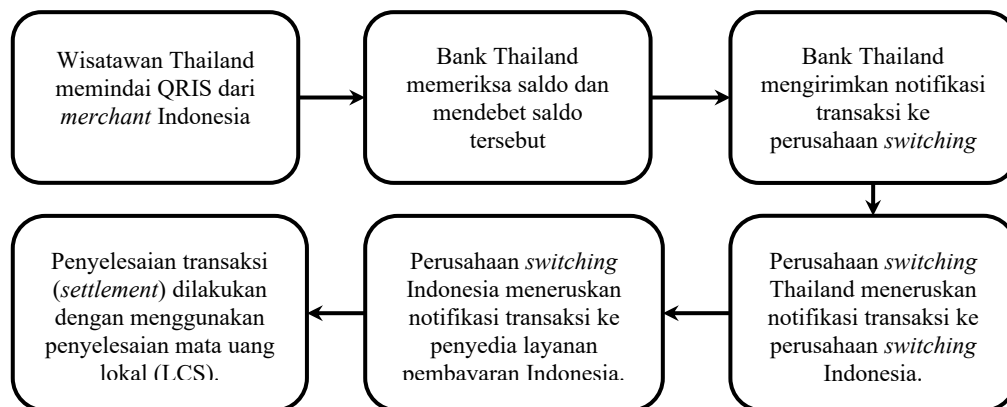 Wisatawan Thailand
memindai QRIS dari
merchant Indonesia
Bank Thailand
memeriksa saldo dan
mendebet saldo
tersebut
Bank Thailand
mengirimkan notifikasi
transaksi ke
perusahaan switching
Perusahaan switching
Thailand meneruskan
notifikasi transaksi ke
perusahaan switching
Indonesia.
Perusahaan switching
Indonesia meneruskan
notifikasi transaksi ke
penyedia layanan
pembayaran Indonesia.
Penyelesaian transaksi
(settlement) dilakukan
dengan menggunakan
penyelesaian mata uang
lokal (LCS).